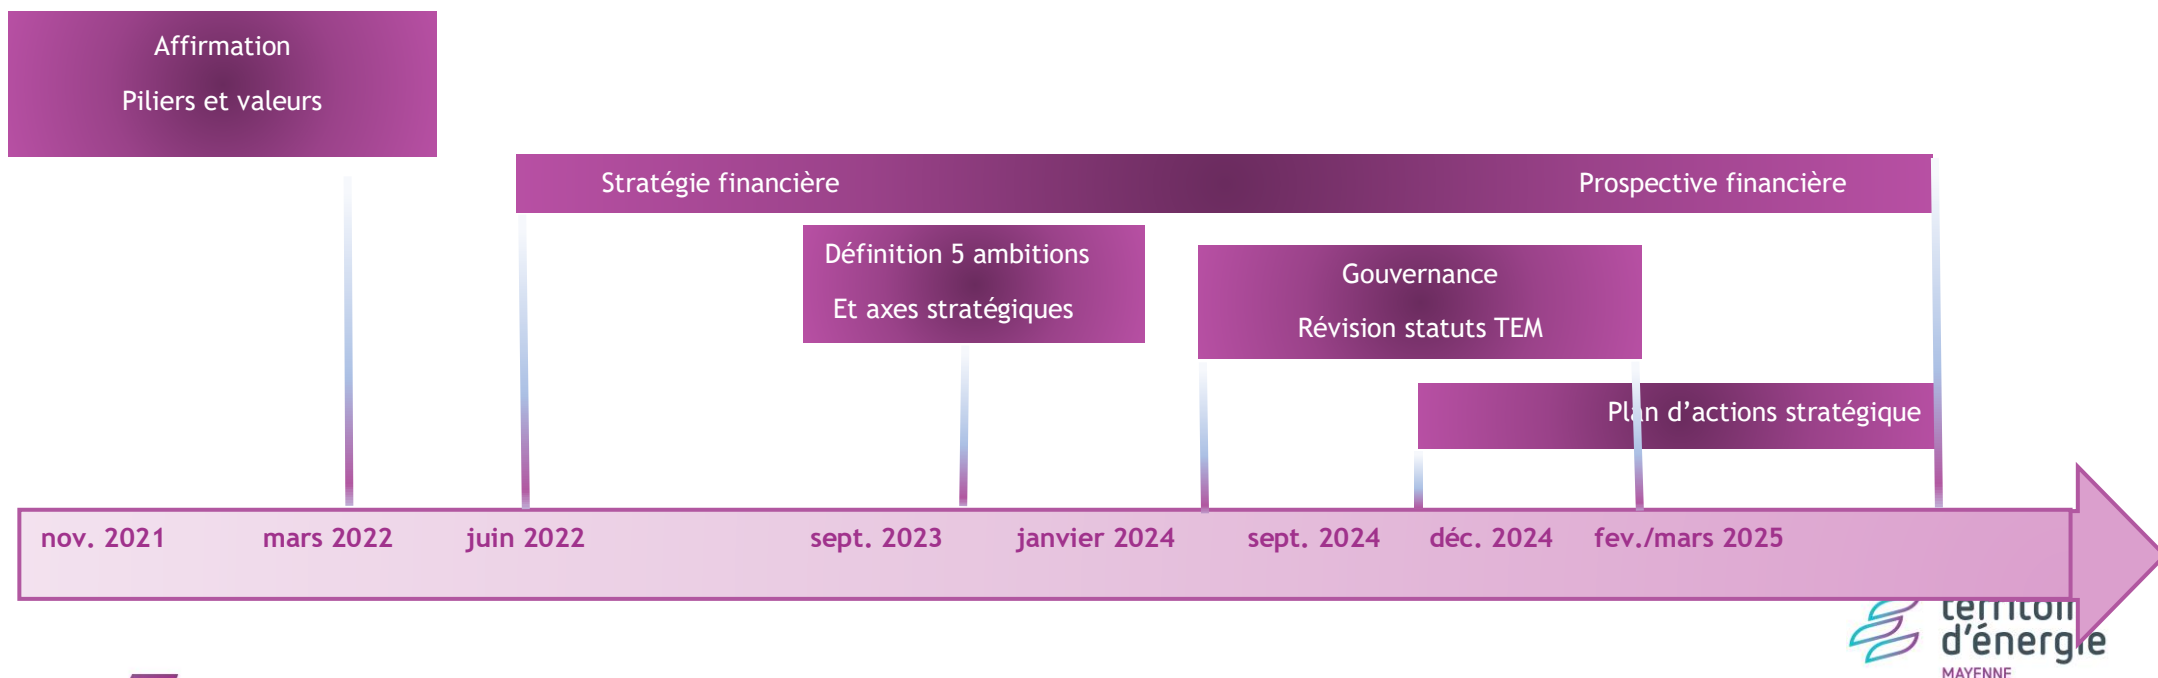 Affirmation
Piliers et valeurs
Stratégie financière
Prospective financière
Définition 5 ambitions
Et axes stratégiques
Gouvernance
Révision statuts TEM
Plan d’actions stratégique
nov. 2021
mars 2022
juin 2022
sept. 2023
janvier 2024
sept. 2024
déc. 2024
fev./mars 2025
d'énergie
MAYENNE